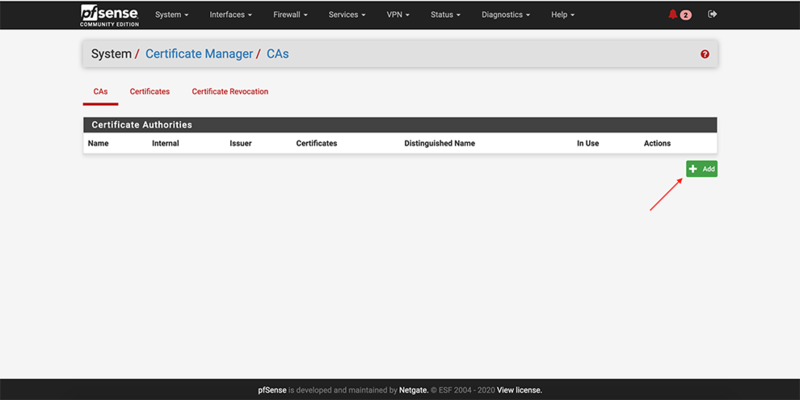 pfsense COMMUNITY EDITION System Interfaces Firewall Services VPN Status Diagnostics Help 2
System / Certificate Manager / CAs
CAs Certificates Certificate Revocation
Certificate Authorities
Name Internal Issuer Certificates Distinguished Name In Use Actions
Add
pfSense is developed and maintained by Netgate. © ESF 2004 - 2020 View license.